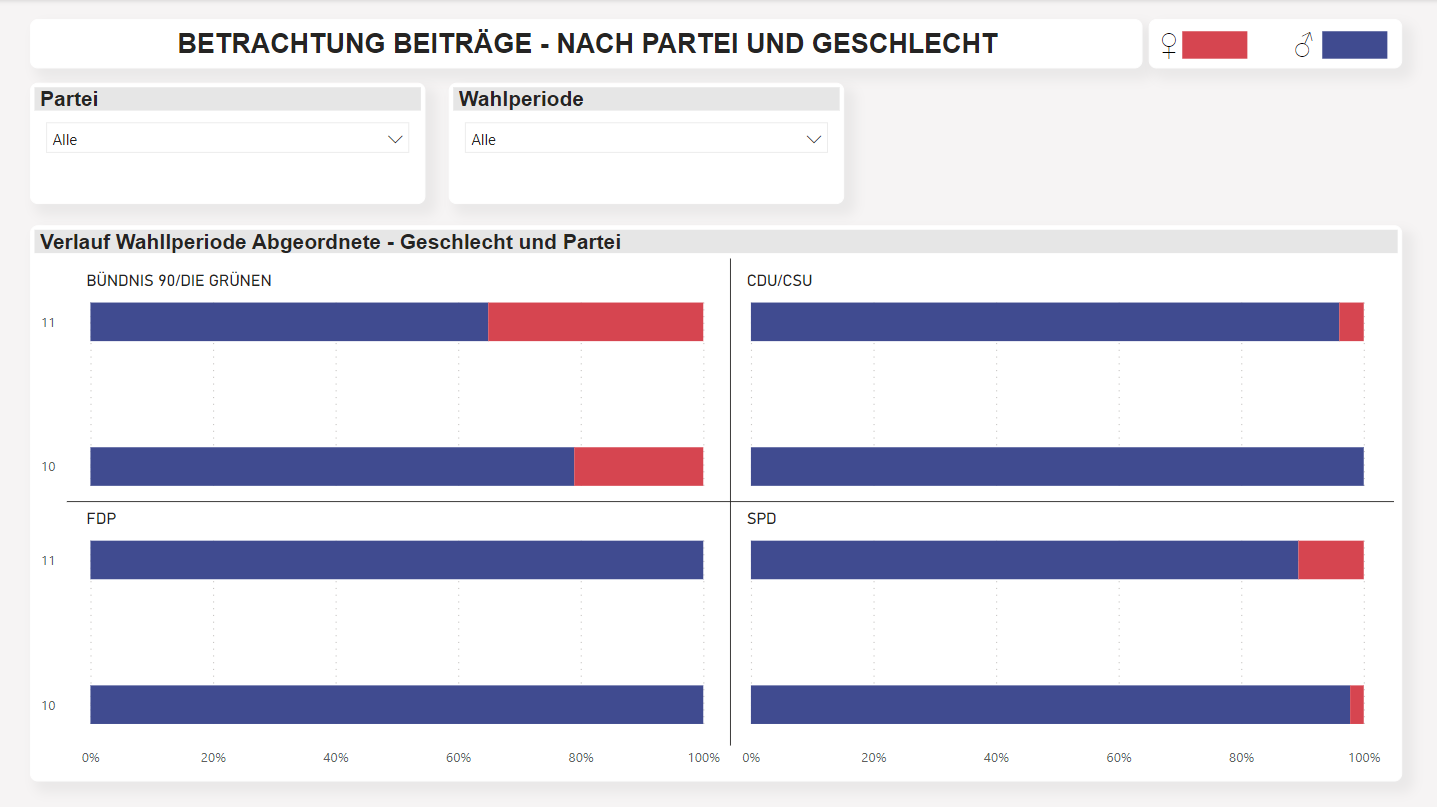 BETRACHTUNG BEITRÄGE - NACH PARTEI UND GESCHLECHT
♀ ♂
Partei
Alle
Wahlperiode
Alle
Verlauf Wahllperiode Abgeordnete - Geschlecht und Partei
BÜNDNIS 90/DIE GRÜNEN
11
10
CDU/CSU
FDP
11
10
SPD
0% 20% 40% 60% 80% 100%
0% 20% 40% 60% 80% 100%